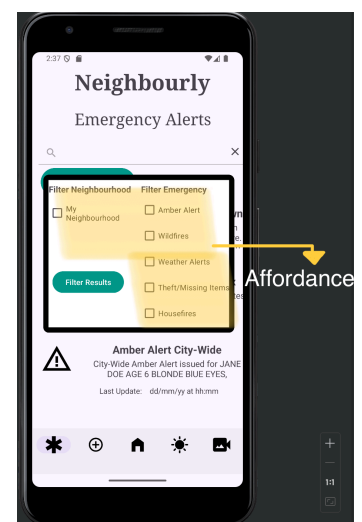 2:37
Neighbourly
Emergency Alerts
Filter Neighbourhood Filter Emergency
My
Neighbourhood
Amber Alert
Wildfires
Weather Alerts
Filter Results
Theft/Missing Items
Housefires
wn
e.
Affordance
tes
Amber Alert City-Wide
City-Wide Amber Alert issued for JANE
DOE AGE 6 BLONDE BIUE EYES,
Last Update: dd/mm/yy at hh:mm
1:1